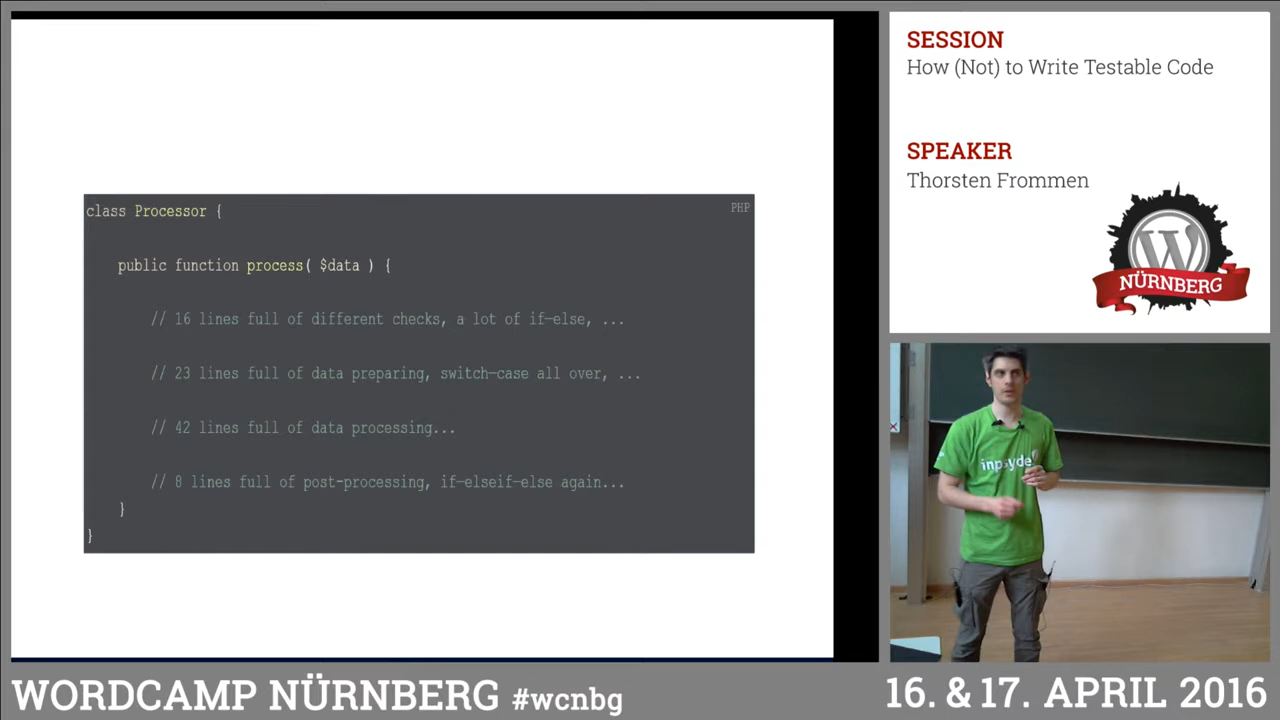 class Processor {
PHP
public function process( $data ) {
// 16 lines full of different checks, a lot of if-else, ...
// 23 lines full of data preparing, switch-case all over, ...
// 42 lines full of data processing...
// 8 lines full of post-processing, if-elseif-else again...
}
}
SESSION
How (Not) to Write Testable Code
SPEAKER
Thorsten Frommen
W
NÜRNBERG
inpsyde
WORDCAMP NÜRNBERG #wcnbg
16. & 17. APRIL 2016